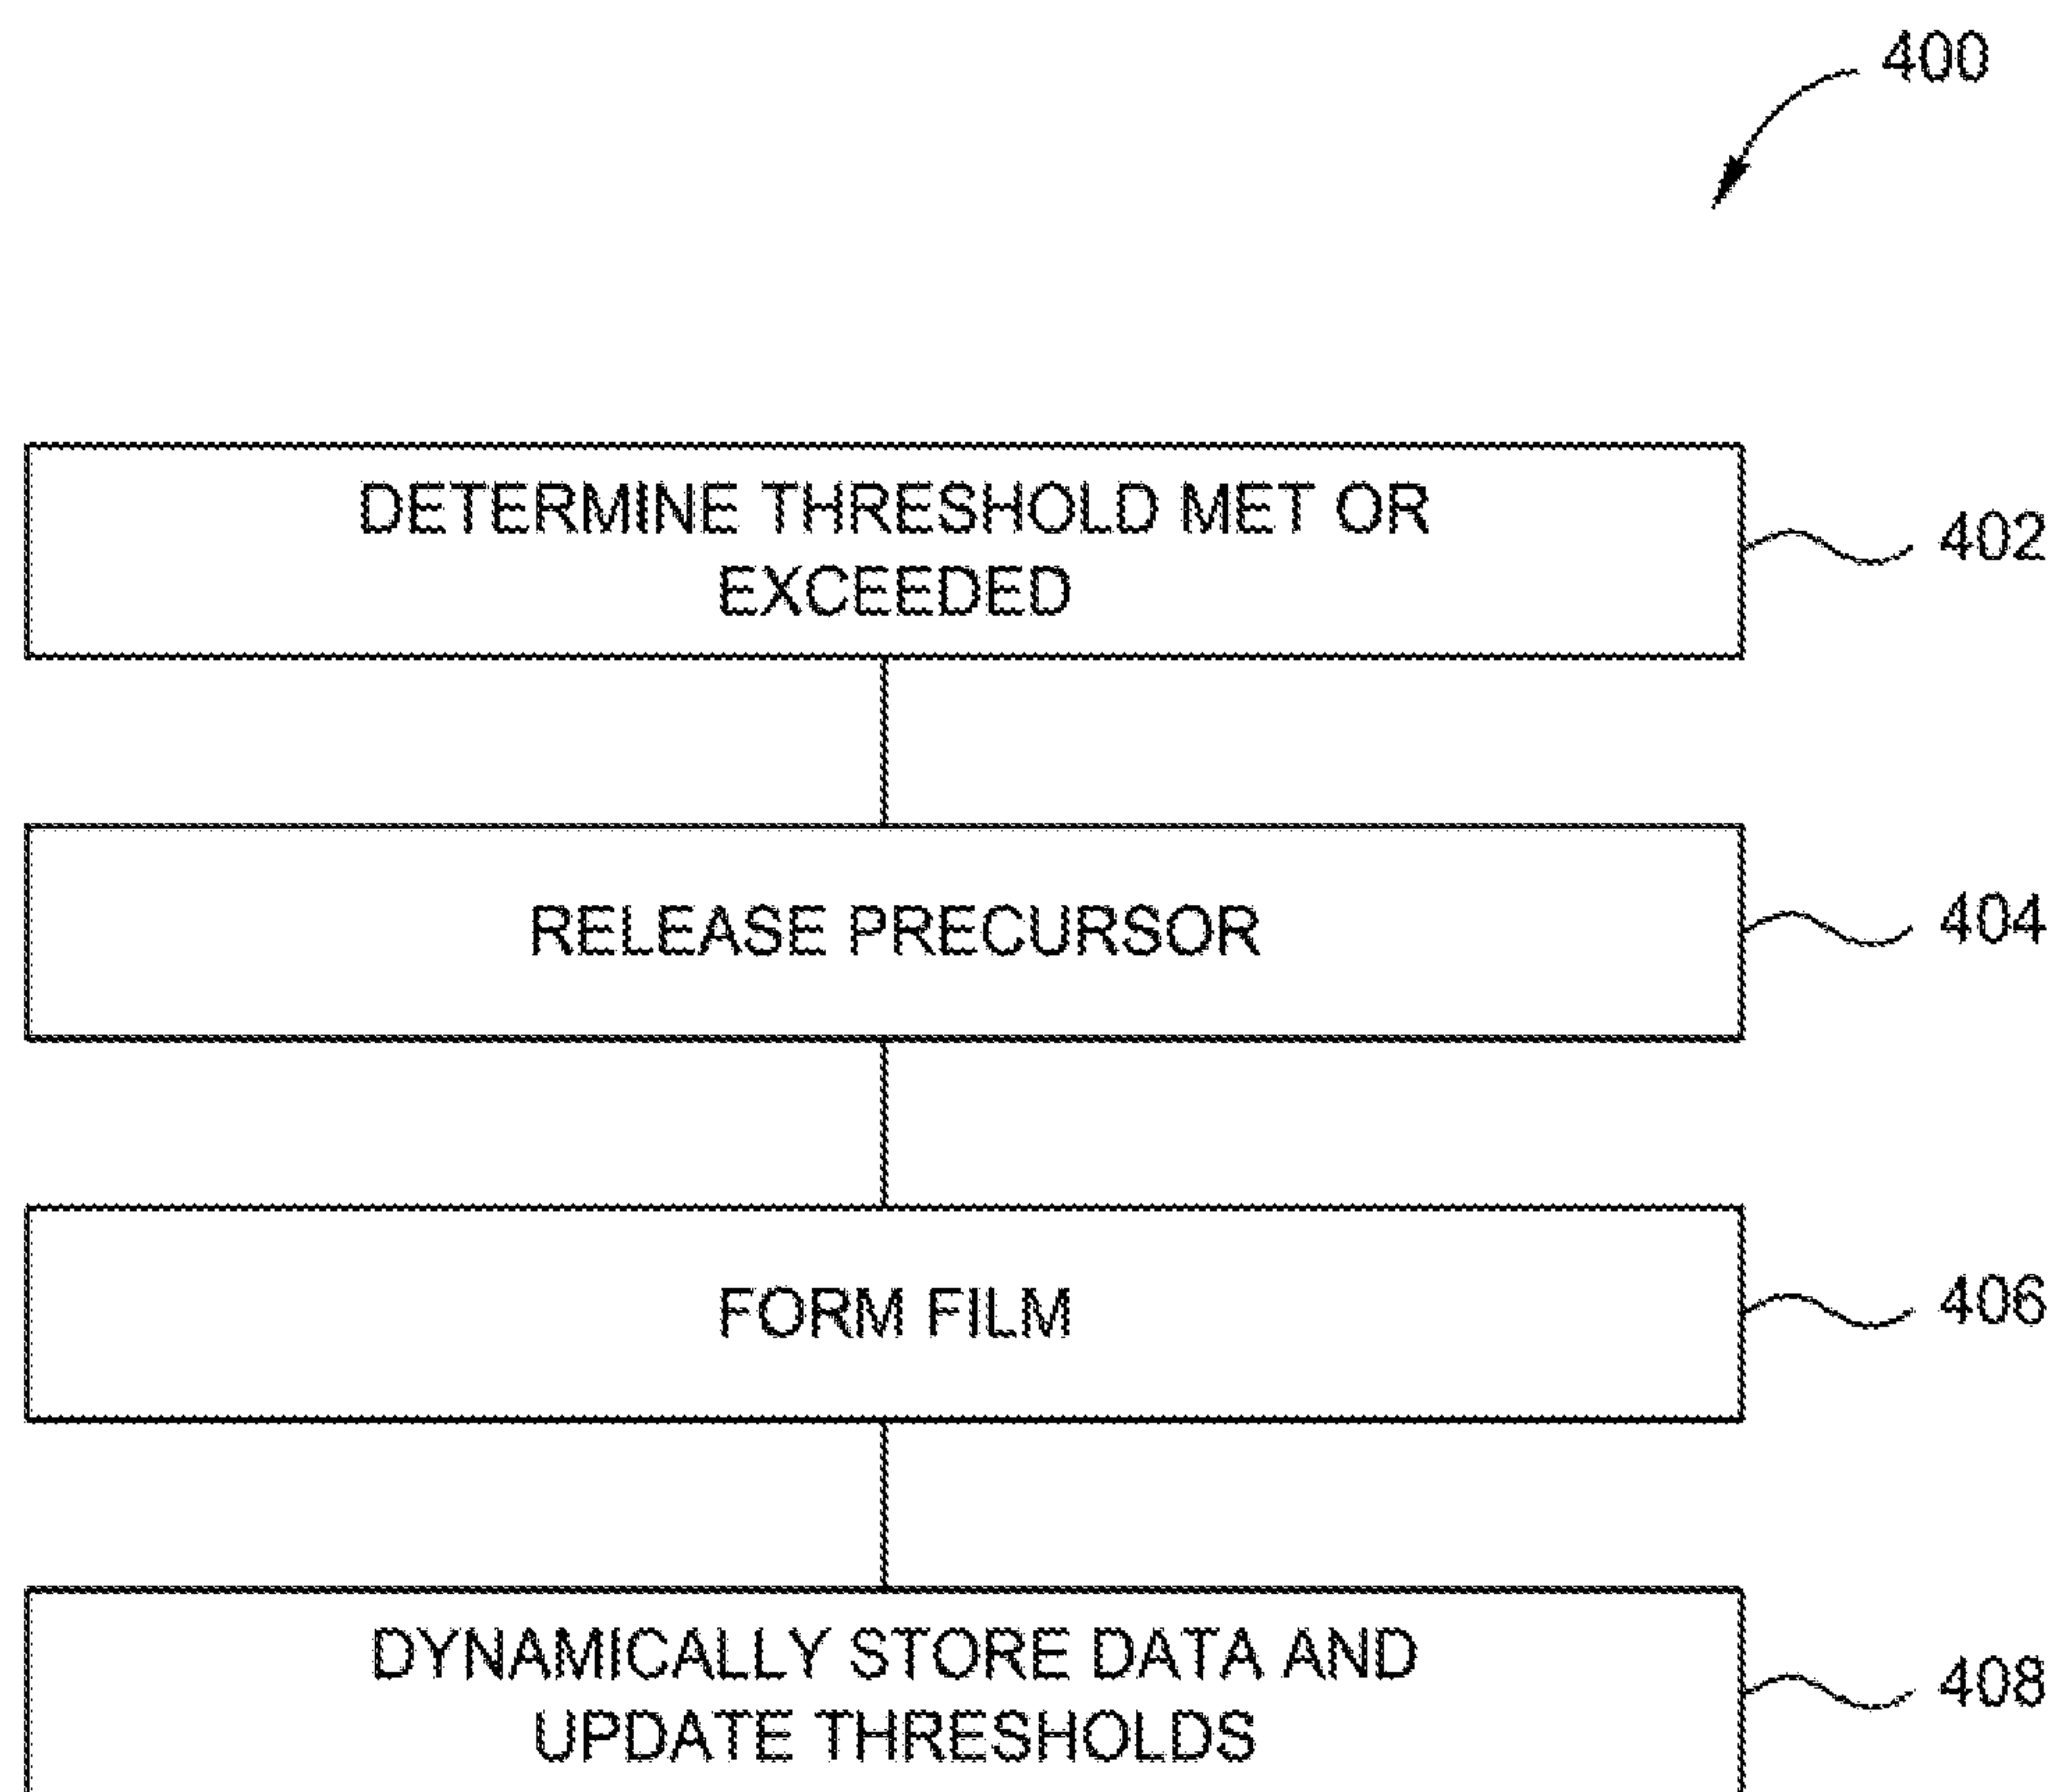 400
DETERMINE THRESHOLD MET OR
EXCEEDED
402
RELEASE PRECURSOR
404
FORM FILM
406
DYNAMICALLY STORE DATA AND
UPDATE THRESHOLDS
408